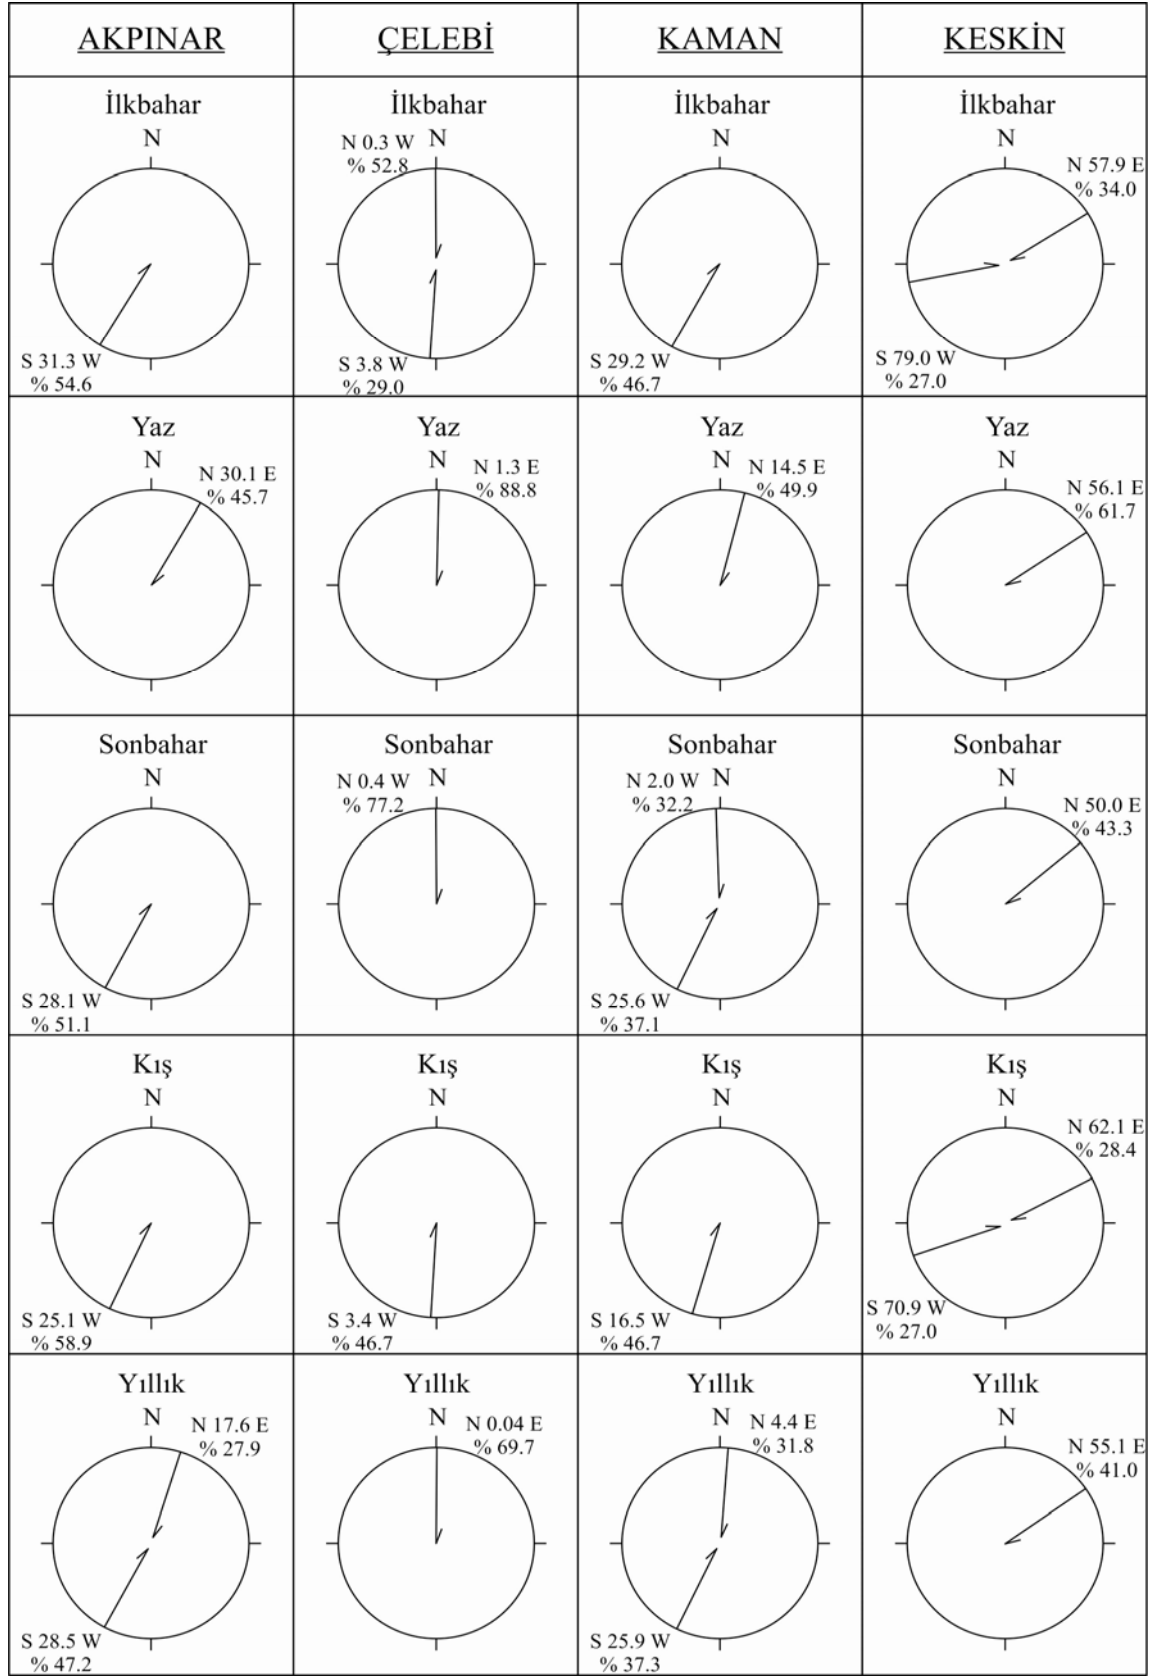 AKPINAR
ÇELEBİ
KAMAN
KESKİN
İlkbahar
N
S 31.3 W
% 54.6
İlkbahar
N 0.3 W
% 52.8
N
S 3.8 W
% 29.0
İlkbahar
N
S 29.2 W
% 46.7
İlkbahar
N
N 57.9 E
% 34.0
S 79.0 W
% 27.0
Yaz
N
N 30.1 E
% 45.7
Yaz
N
N 1.3 E
% 88.8
Yaz
N
N 14.5 E
% 49.9
Yaz
N
N 56.1 E
% 61.7
Sonbahar
N
S 28.1 W
% 51.1
Sonbahar
N 0.4 W
% 77.2
N
Sonbahar
N 2.0 W
% 32.2
N
S 25.6 W
% 37.1
Sonbahar
N
N 50.0 E
% 43.3
Kış
N
S 25.1 W
% 58.9
Kış
N
S 3.4 W
% 46.7
Kış
N
S 16.5 W
% 46.7
Kış
N
N 62.1 E
% 28.4
S 70.9 W
% 27.0
Yıllık
N
N 17.6 E
% 27.9
S 28.5 W
% 47.2
Yıllık
N
N 0.04 E
% 69.7
Yıllık
N
N 4.4 E
% 31.8
S 25.9 W
% 37.3
Yıllık
N
N 55.1 E
% 41.0